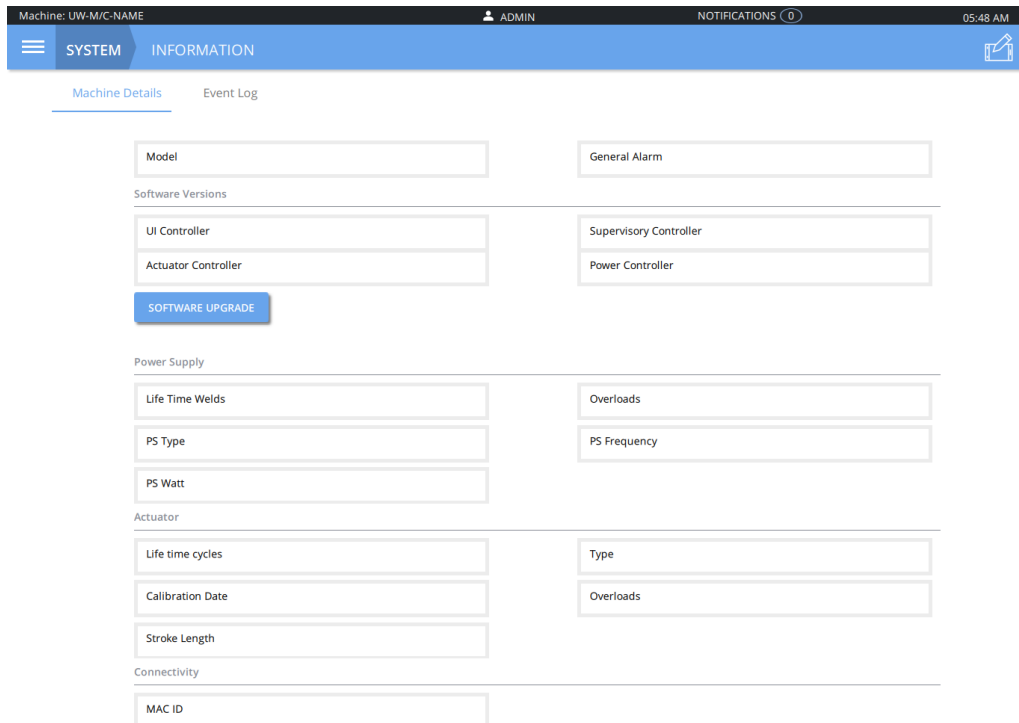 Machine: UW-M/C-NAME ADMIN NOTIFICATIONS 0 05:48 AM
SYSTEM INFORMATION
Machine Details Event Log
Model General Alarm
Software Versions
UI Controller Supervisory Controller
Actuator Controller Power Controller
SOFTWARE UPGRADE
Power Supply
Life Time Welds Overloads
PS Type PS Frequency
PS Watt
Actuator
Life time cycles Type
Calibration Date Overloads
Stroke Length
Connectivity
MAC ID